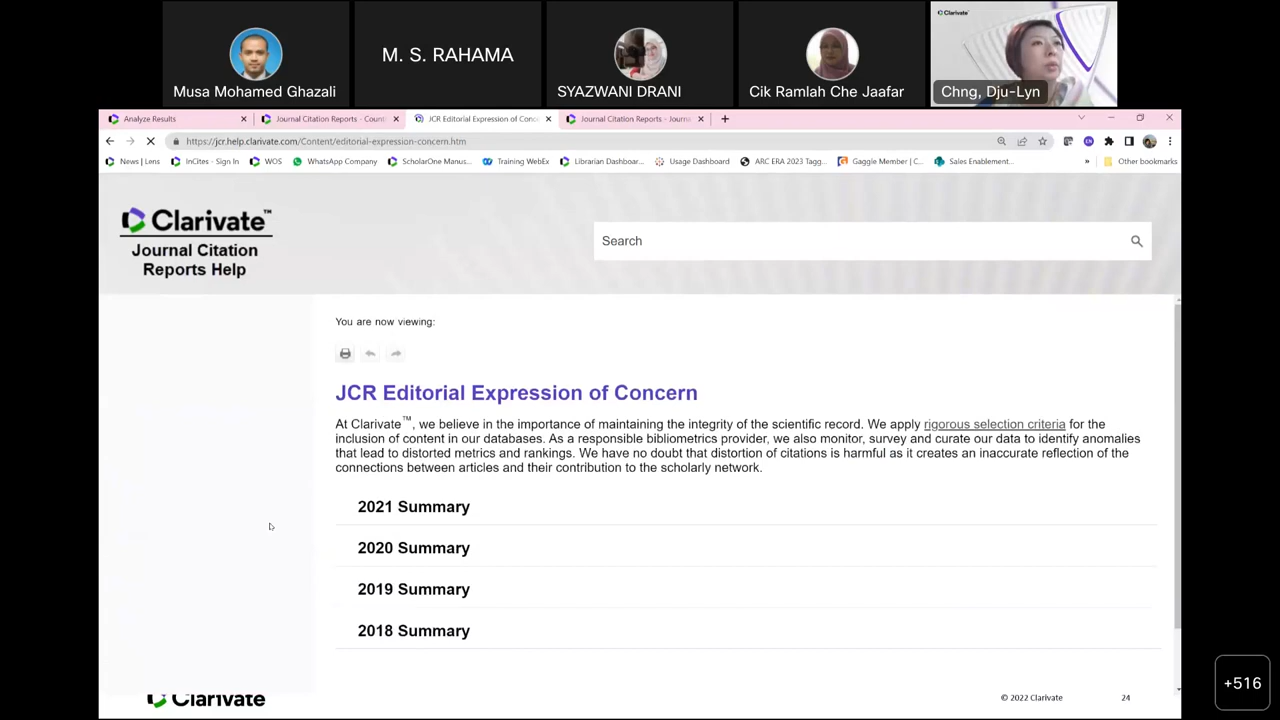 Musa Mohamed Ghazali
M. S. RAHAMA
SYAZWANI DRANI
Cik Ramlah Che Jaafar
Clarivate
Chng, Dju-Lyn
Analyze Results
Journal Citation Reports - Count
JCR Editorial Expression of Conc
Journal Citation Reports - Journa
https://jcr.help.clarivate.com/Content/editorial-expression-concern.htm
News | Lens
InCites - Sign In
WOS
WhatsApp Company
ScholarOne Manus...
Training WebEx
Librarian Dashboar...
Usage Dashboard
ARC ERA 2023 Tagg...
Gaggle Member | C...
Sales Enablement...
»
Other bookmarks
Clarivate™
Journal Citation
Reports Help
Search
You are now viewing:
JCR Editorial Expression of Concern
At Clarivate™, we believe in the importance of maintaining the integrity of the scientific record. We apply rigorous selection criteria for the
inclusion of content in our databases. As a responsible bibliometrics provider, we also monitor, survey and curate our data to identify anomalies
that lead to distorted metrics and rankings. We have no doubt that distortion of citations is harmful as it creates an inaccurate reflection of the
connections between articles and their contribution to the scholarly network.
2021 Summary
2020 Summary
2019 Summary
2018 Summary
Clarivate
© 2022 Clarivate
24
+516